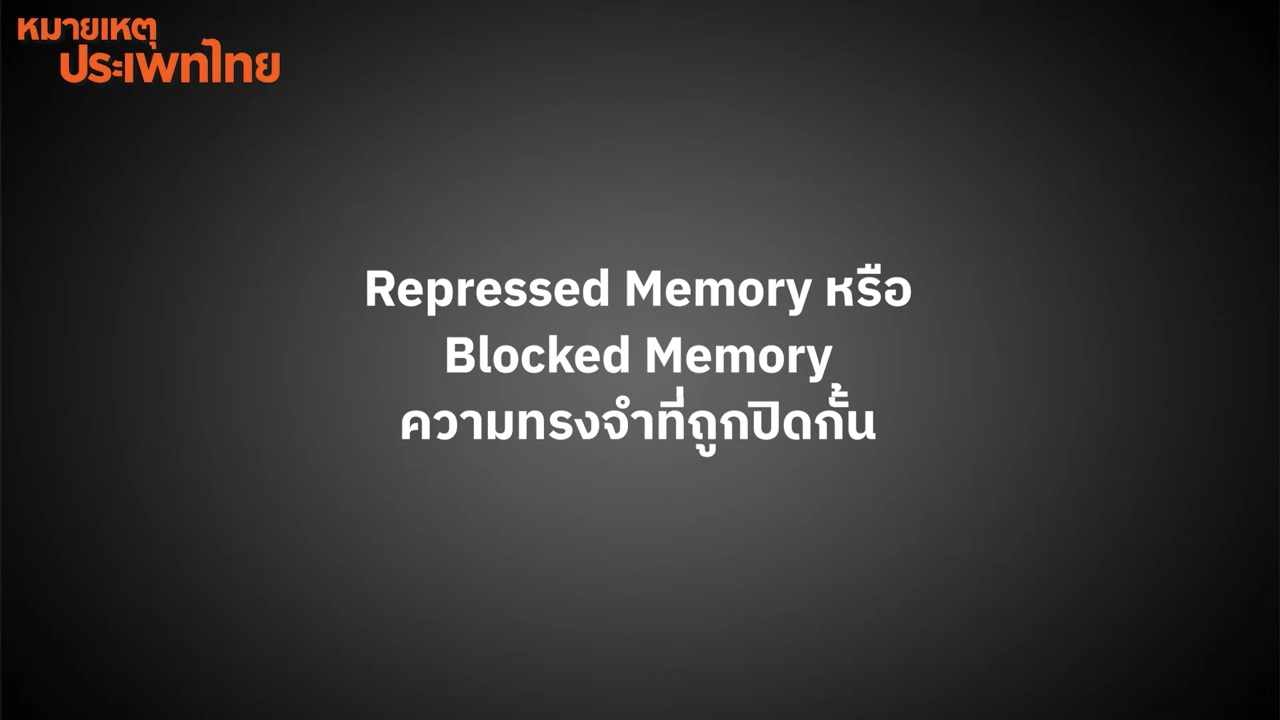 หมายเหตุ
ประเพทไทย
Repressed Memory หรือ
Blocked Memory
ความทรงจำที่ถูกปิดกั้น